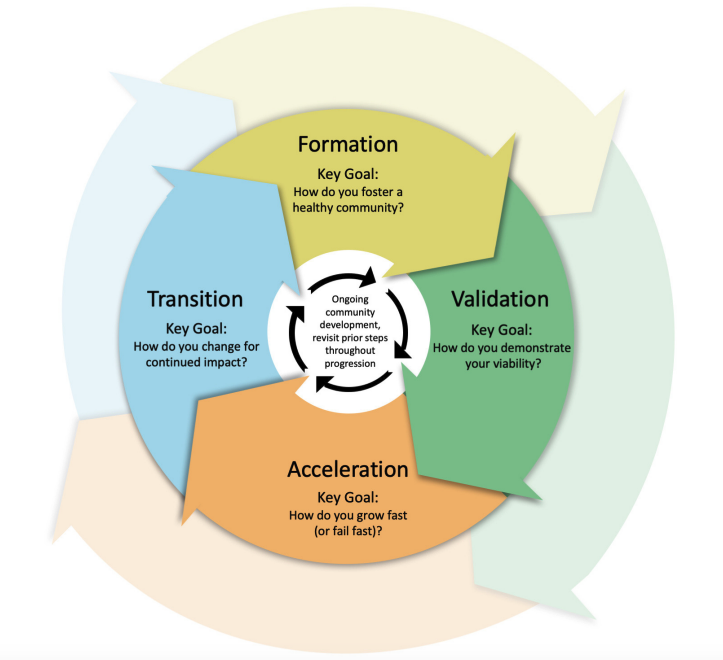 Formation
Key Goal:
How do you foster a
healthy community?
Transition
Key Goal:
How do you change for
continued impact?
Ongoing
community
development,
revisit prior steps
throughout
progression
Validation
Key Goal:
How do you demonstrate
your viability?
Acceleration
Key Goal:
How do you grow fast
(or fail fast)?